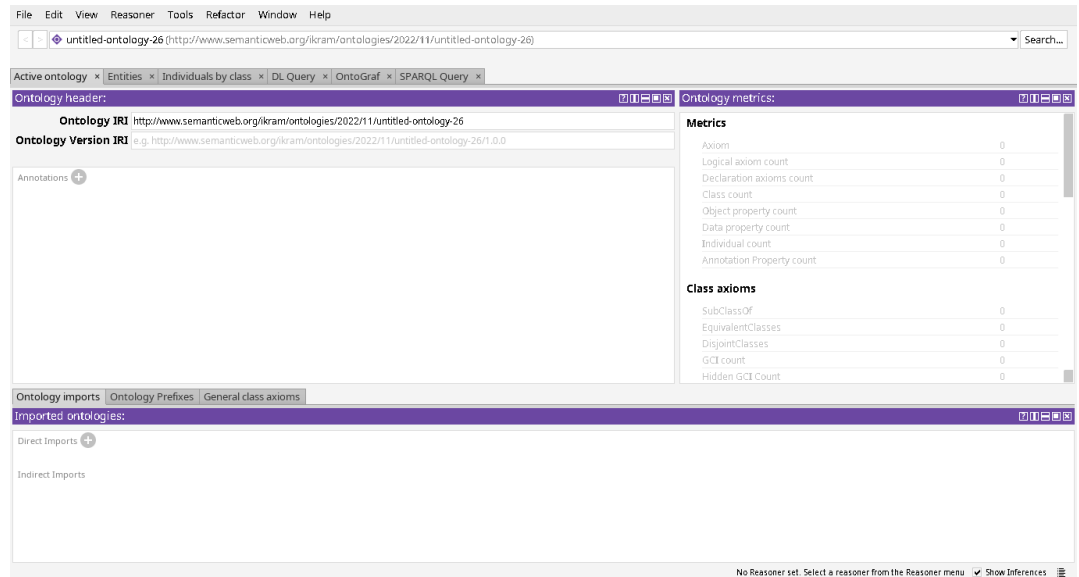 File Edit View Reasoner Tools Refactor Window Help
< > untitled-ontology-26 (http://www.semanticweb.org/ikram/ontologies/2022/11/untitled-ontology-26) Search...
Active ontology × Entities × Individuals by class × DL Query × OntoGraf × SPARQL Query ×
Ontology header:
Ontology IRI http://www.semanticweb.org/ikram/ontologies/2022/11/untitled-ontology-26
Ontology Version IRI e.g. http://www.semanticweb.org/ikram/ontologies/2022/11/untitled-ontology-26/1.0.0
Annotations
Ontology metrics:
Metrics
Axiom 0
Logical axiom count 0
Declaration axioms count 0
Class count 0
Object property count 0
Data property count 0
Individual count 0
Annotation Property count 0
Class axioms
SubClassOf 0
EquivalentClasses 0
DisjointClasses 0
GCI count 0
Hidden GCI Count 0
Ontology imports Ontology Prefixes General class axioms
Imported ontologies:
Direct Imports
Indirect Imports
No Reasoner set. Select a reasoner from the Reasoner menu Show Inferences